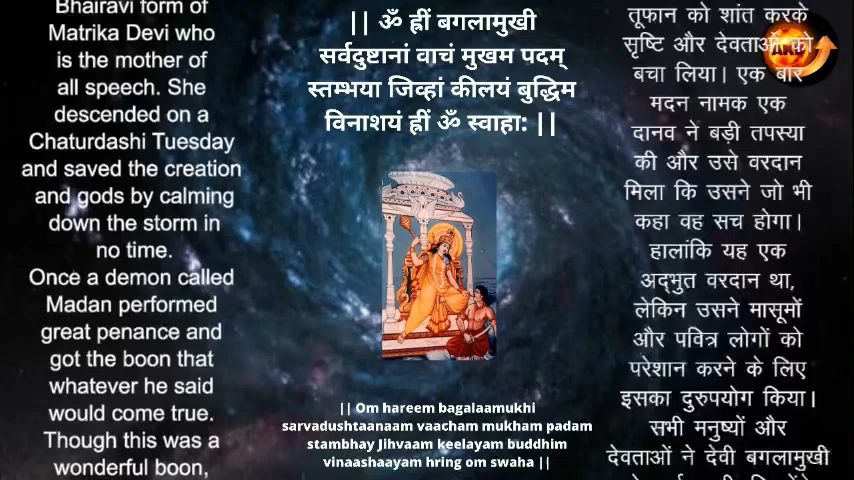 Bhairavi form of
Matrika Devi who
is the mother of
all speech. She
descended on a
Chaturdashi Tuesday
and saved the creation
and gods by calming
down the storm in
no time.
Once a demon called
Madan performed
great penance and
got the boon that
whatever he said
would come true.
Though this was a
wonderful boon,
|| ॐ ह्रीं बगलामुखी
सर्वदुष्टानां वाचं मुखम पदम्
स्तम्भया जिव्हां कीलयं बुद्धिम
विनाशयं ह्रीं ॐ स्वाहा: ||
|| Om hareem bagalaamukhi
sarvadushtaanaam vaacham mukham padam
stambhay Jihvaam keelayam buddhim
vinaashaayam hring om swaha ||
तूफान को शांत करके
सृष्टि और देवताओं को
बचा लिया। एक बार
मदन नामक एक
दानव ने बड़ी तपस्या
की और उसे वरदान
मिला कि उसने जो भी
कहा वह सच होगा।
हालांकि यह एक
अद्भुत वरदान था,
लेकिन उसने मासूमों
और पवित्र लोगों को
परेशान करने के लिए
इसका दुरुपयोग किया।
सभी मनुष्यों और
देवताओं ने देवी बगलामुखी